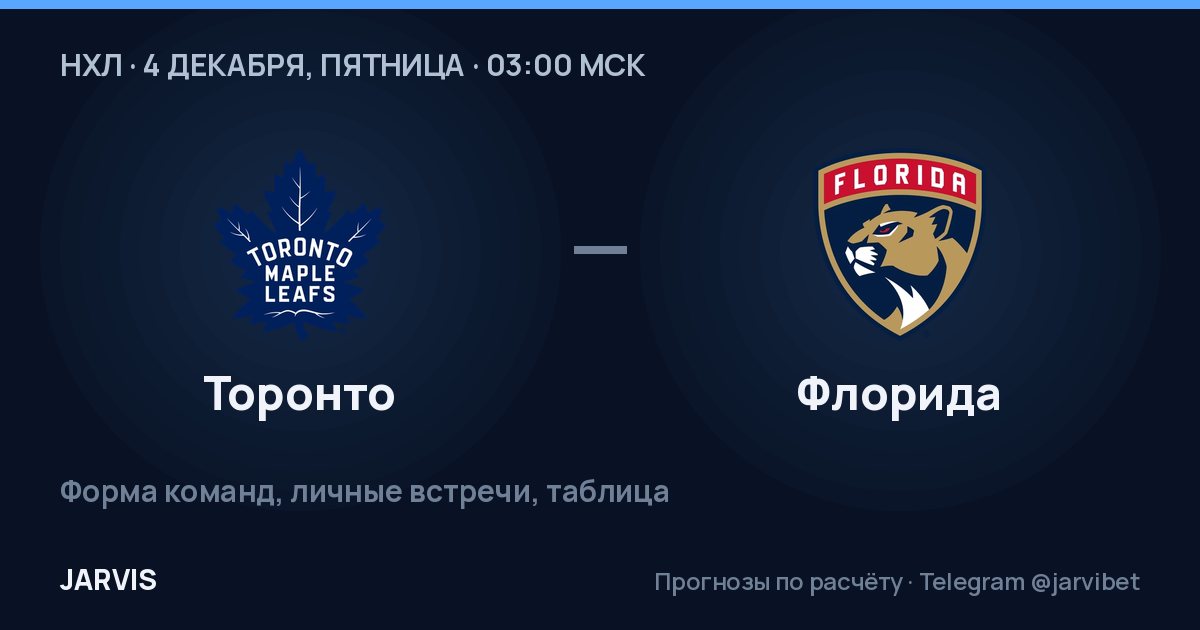 НХЛ · 4 ДЕКАБРЯ, ПЯТНИЦА · 03:00 МСК
TORONTO
MAPLE
LEAFS
FLORIDA
—
Торонто
Флорида
Форма команд, личные встречи, таблица
JARVIS
Прогнозы по расчёту · Telegram @jarvibet